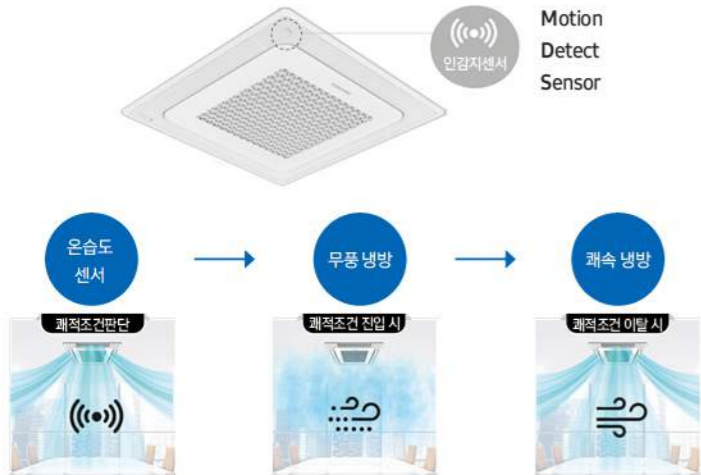 인감지센서
Motion
Detect
Sensor
온습도
센서
무풍 냉방
쾌속 냉방
쾌적조건판단
쾌적조건 진입 시
쾌적조건 이탈 시